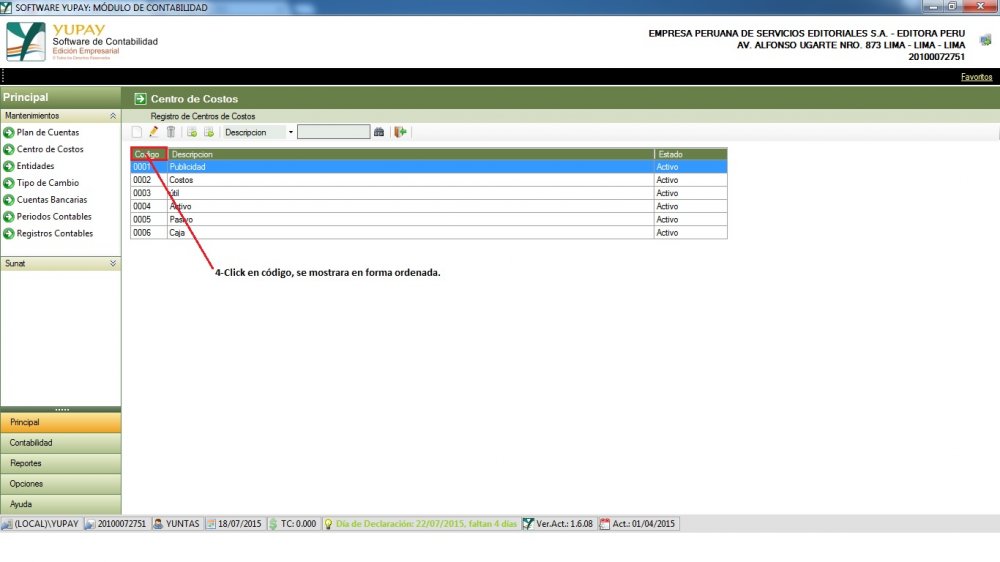 SOFTWARE YUPAY: MÓDULO DE CONTABILIDAD
YUPAY
Software de Contabilidad
Edición Empresarial
EMPRESA PERUANA DE SERVICIOS EDITORIALES S.A. - EDITORA PERU
AV. ALFONSO UGARTE NRO. 873 LIMA - LIMA - LIMA
20100072751
Favoritos
Principal
Mantenimientos
Plan de Cuentas
Centro de Costos
Entidades
Tipo de Cambio
Cuentas Bancarias
Periodos Contables
Registros Contables
Sunat
Centro de Costos
Registro de Centros de Costos
Descripcion
Codigo Descripcion Estado
0001 Publicidad Activo
0002 Costos Activo
0003 útil Activo
0004 Activo Activo
0005 Pasivo Activo
0006 Caja Activo
4-Click en código, se mostrara en forma ordenada.
Principal
Contabilidad
Reportes
Opciones
Ayuda
(LOCAL)\YUPAY 20100072751 YUNTAS 18/07/2015 TC: 0.000 Día de Declaración: 22/07/2015, faltan 4 días Ver.Act.: 1.6.08 Act.: 01/04/2015